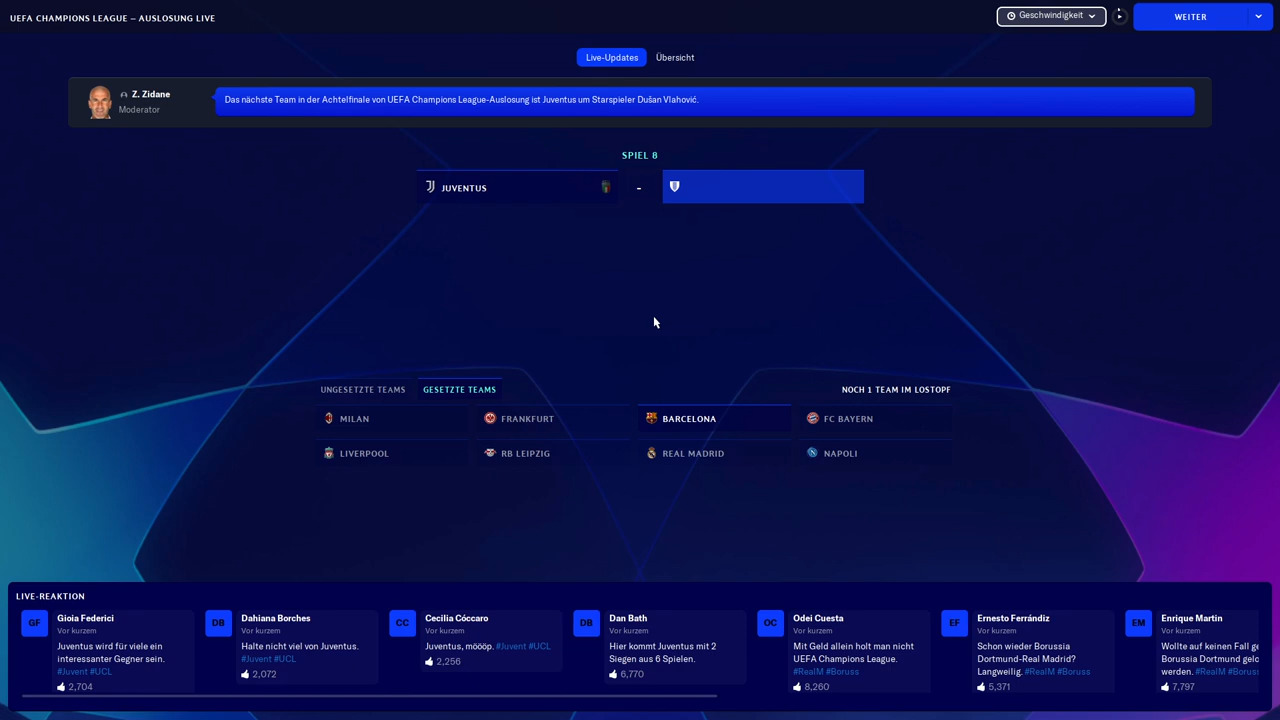 UEFA CHAMPIONS LEAGUE – AUSLOSUNG LIVE
Geschwindigkeit
WEITER
Live-Updates
Übersicht
Z. Zidane
Moderator
Das nächste Team in der Achtelfinale von UEFA Champions League-Auslosung ist Juventus um Starspieler Dušan Vlahović.
SPIEL 8
JUVENTUS
-
UNGESETZTE TEAMS
GESETZTE TEAMS
NOCH 1 TEAM IM LOSTOPF
MILAN
FRANKFURT
BARCELONA
FC BAYERN
LIVERPOOL
RB LEIPZIG
REAL MADRID
NAPOLI
LIVE-REAKTION
GF
Gioia Federici
Vor kurzem
Juventus wird für viele ein
interessanter Gegner sein.
#Juvent #UCL
2,704
DB
Dahiana Borches
Vor kurzem
Halte nicht viel von Juventus.
#Juvent #UCL
2,072
CC
Cecilia Cóccaro
Vor kurzem
Juventus, möööp. #Juvent #UCL
2,256
DB
Dan Bath
Vor kurzem
Hier kommt Juventus mit 2
Siegen aus 6 Spielen.
6,770
OC
Odei Cuesta
Vor kurzem
Mit Geld allein holt man nicht
UEFA Champions League.
#RealM #Boruss
8,260
EF
Ernesto Ferrándiz
Vor kurzem
Schon wieder Borussia
Dortmund-Real Madrid?
Langweilig. #RealM #Boruss
5,371
EM
Enrique Martin
Vor kurzem
Wollte auf keinen Fall ge
Borussia Dortmund gelo
werden. #RealM #Boruss
7,797